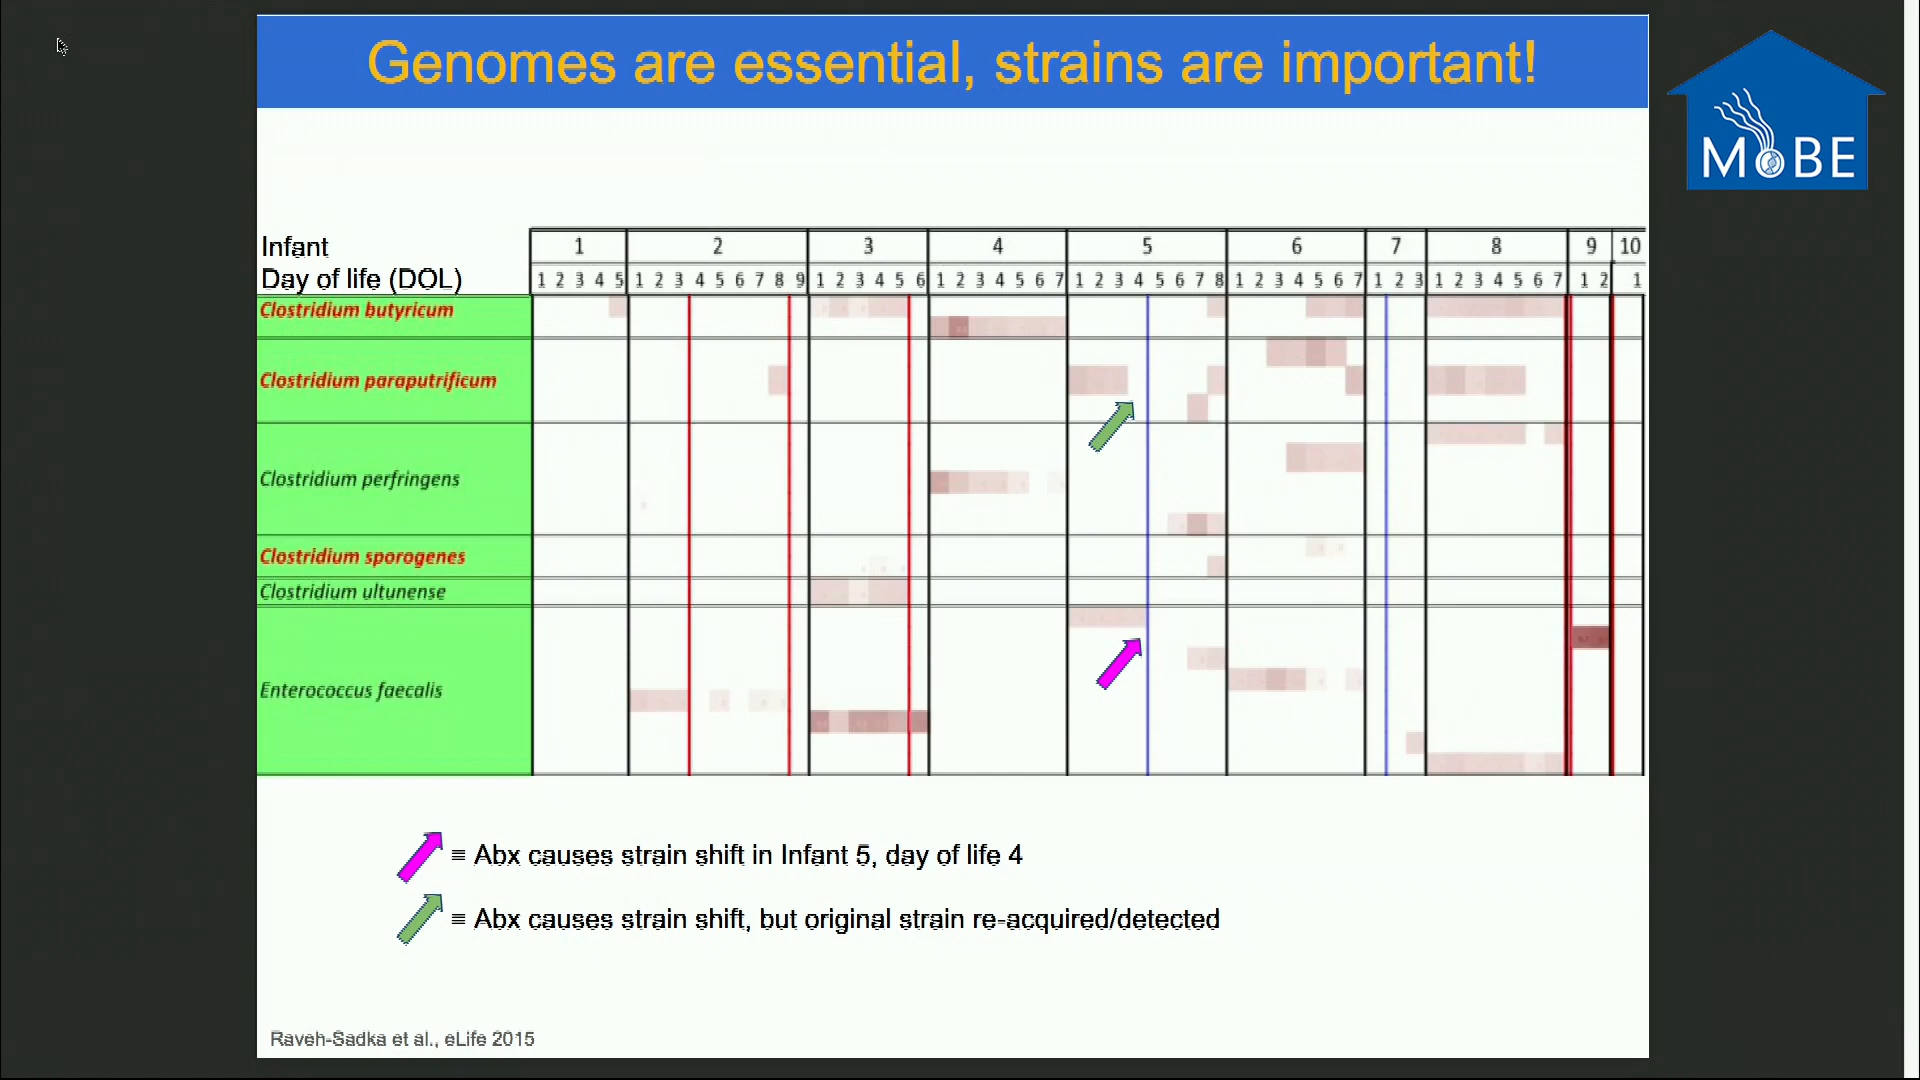 Genomes are essential, strains are important!
MBE
Infant 1 2 3 4 5 6 7 8 9 10
Day of life (DOL) 1 2 3 4 5 1 2 3 4 5 6 7 8 9 1 2 3 4 5 6 1 2 3 4 5 6 7 1 2 3 4 5 6 7 8 1 2 3 4 5 6 7 1 2 3 1 2 3 4 5 6 7 1 2 1
Clostridium butyricum
Clostridium paraputrificum
Clostridium perfringens
Clostridium sporogenes
Clostridium ultunense
Enterococcus faecalis
= Abx causes strain shift in Infant 5, day of life 4
= Abx causes strain shift, but original strain re-acquired/detected
Raveh-Sadka et al., eLife 2015